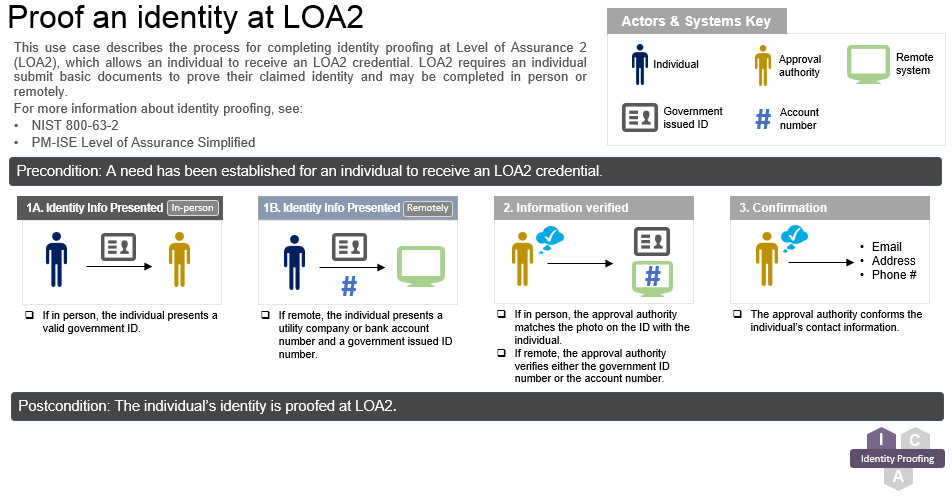 Proof an identity at LOA2
This use case describes the process for completing identity proofing at Level of Assurance 2
(LOA2), which allows an individual to receive an LOA2 credential. LOA2 requires an individual
submit basic documents to prove their claimed identity and may be completed in person or
remotely.
For more information about identity proofing, see:
• NIST 800-63-2
• PM-ISE Level of Assurance Simplified
Actors & Systems Key
Individual
Approval
authority
Remote
system
Government
issued ID
# Account
number
Precondition: A need has been established for an individual to receive an LOA2 credential.
1A. Identity Info Presented In-person
If in person, the individual presents a
valid government ID.
1B. Identity Info Presented Remotely
#
If remote, the individual presents a
utility company or bank account
number and a government issued ID
number.
2. Information verified
#
If in person, the approval authority
matches the photo on the ID with the
individual.
If remote, the approval authority
verifies either the government ID
number or the account number.
3. Confirmation
• Email
• Address
• Phone #
The approval authority conforms the
individual's contact information.
Postcondition: The individual's identity is proofed at LOA2.
I C
Identity Proofing
A